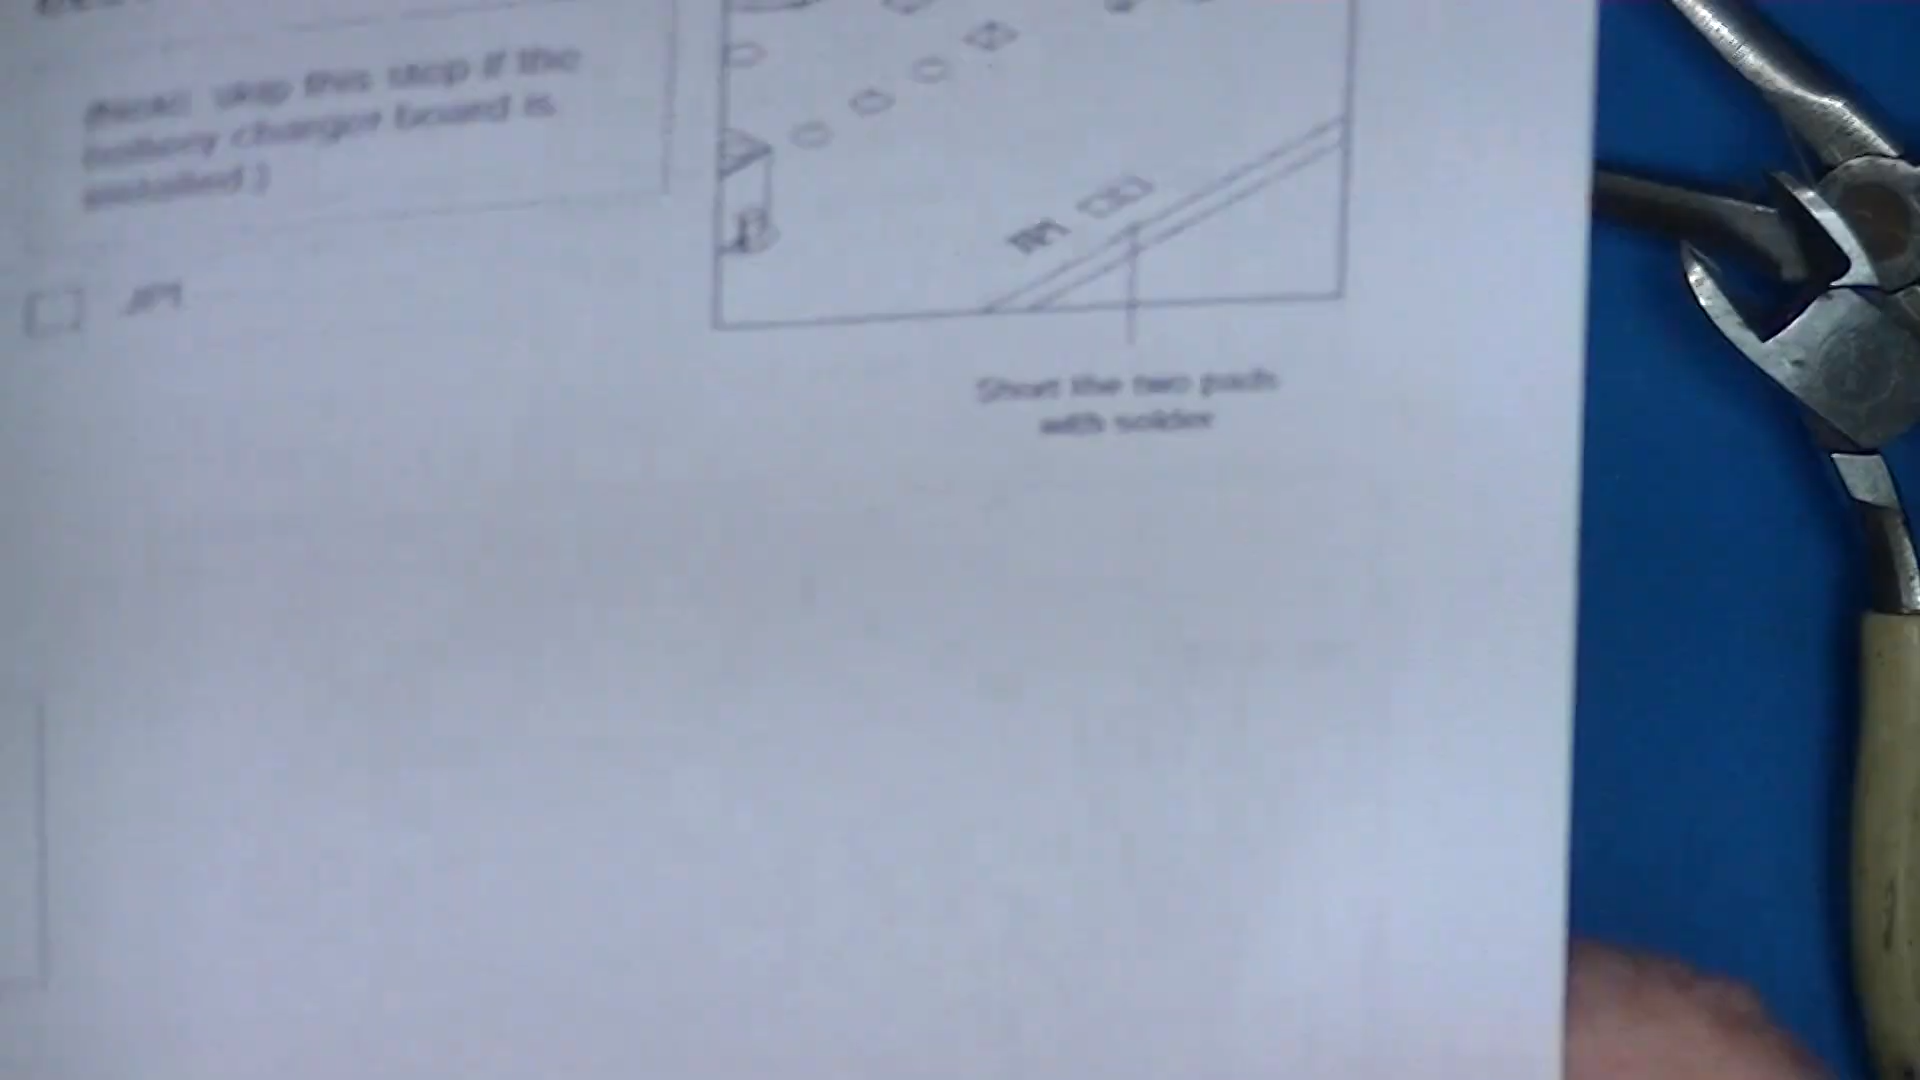 (Note: skip this step if the
battery charger board is
installed.)
JP1
JP1
Short the two pads
with solder